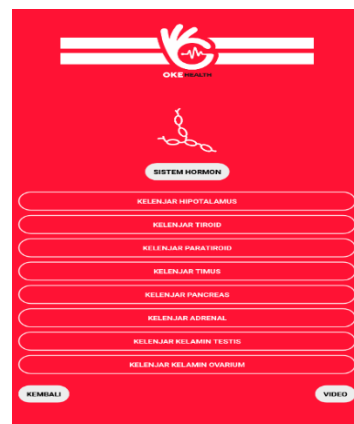 OKE HEALTH
SISTEM HORMON
KELENJAR HIPOTALAMUS
KELENJAR TIROID
KELENJAR PARATIROID
KELENJAR TIMUS
KELENJAR PANCREAS
KELENJAR ADRENAL
KELENJAR KELAMIN TESTIS
KELENJAR KELAMIN OVARIUM
KEMBALI
VIDEO